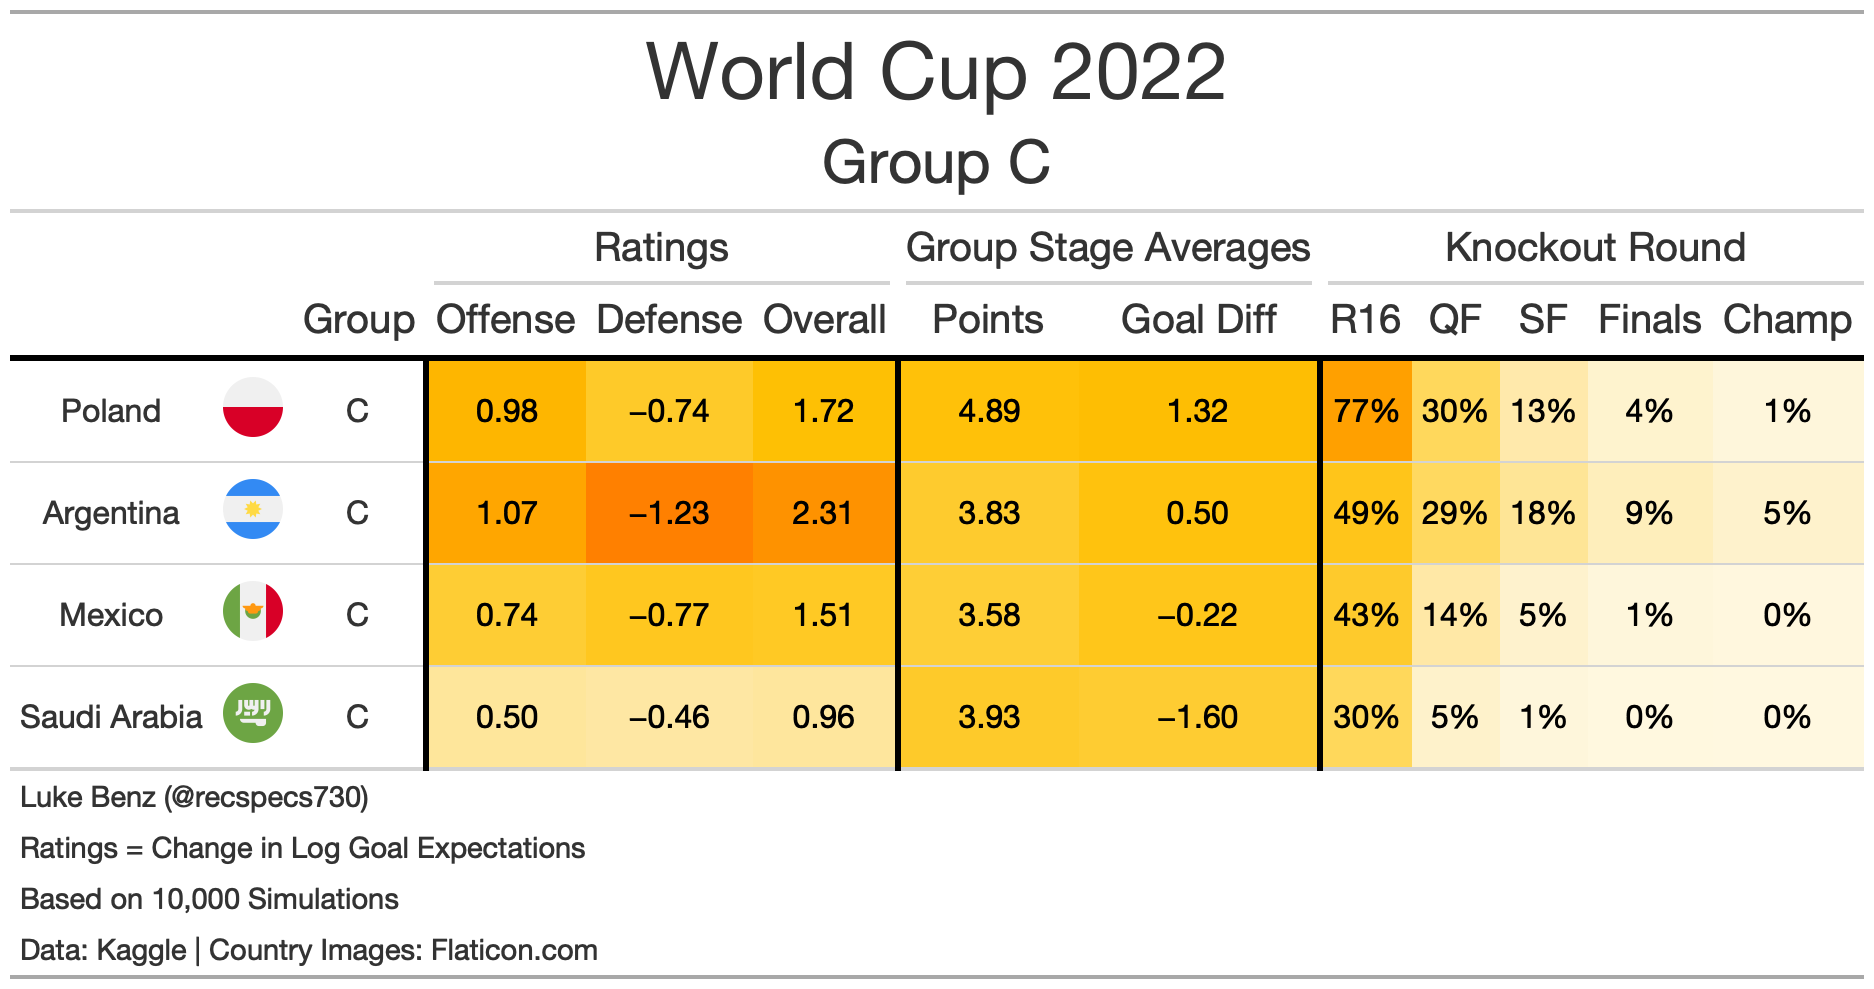 World Cup 2022
Group C
Ratings Group Stage Averages Knockout Round
Group Offense Defense Overall Points Goal Diff R16 QF SF Finals Champ
Poland C 0.98 −0.74 1.72 4.89 1.32 77% 30% 13% 4% 1%
Argentina C 1.07 −1.23 2.31 3.83 0.50 49% 29% 18% 9% 5%
Mexico C 0.74 −0.77 1.51 3.58 −0.22 43% 14% 5% 1% 0%
Saudi Arabia C 0.50 −0.46 0.96 3.93 −1.60 30% 5% 1% 0% 0%
Luke Benz (@recspecs730)
Ratings = Change in Log Goal Expectations
Based on 10,000 Simulations
Data: Kaggle | Country Images: Flaticon.com